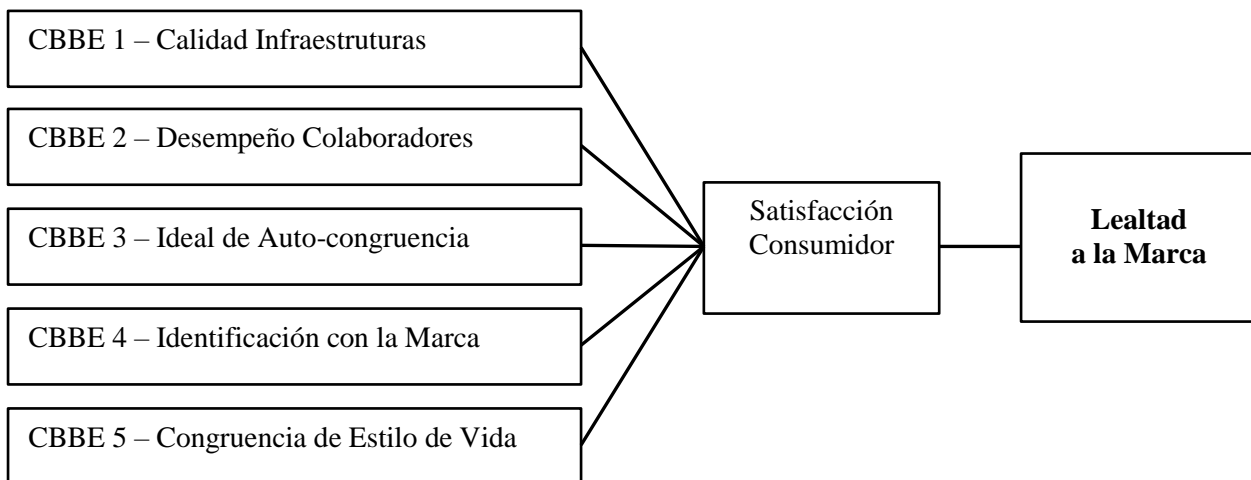 CBBE 1 – Calidad Infraestruturas
CBBE 2 – Desempeño Colaboradores
CBBE 3 – Ideal de Auto-congruencia
CBBE 4 – Identificación con la Marca
CBBE 5 – Congruencia de Estilo de Vida
Satisfacción
Consumidor
Lealtad
a la Marca